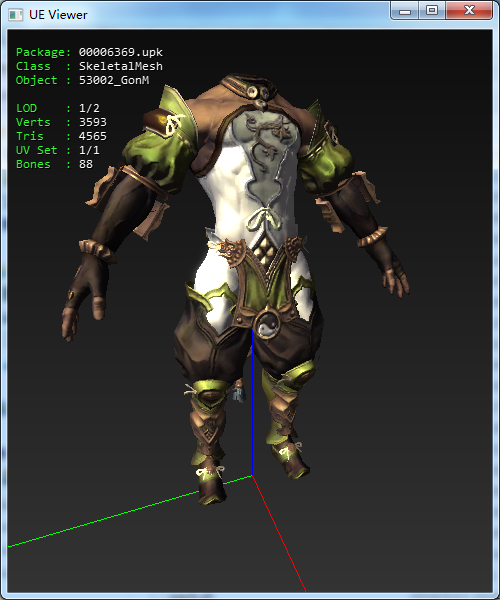 UE Viewer
Package: 00006369.upk
Class : SkeletalMesh
Object : 53002_GonM
LOD : 1/2
Verts : 3593
Tris : 4565
UV Set : 1/1
Bones : 88